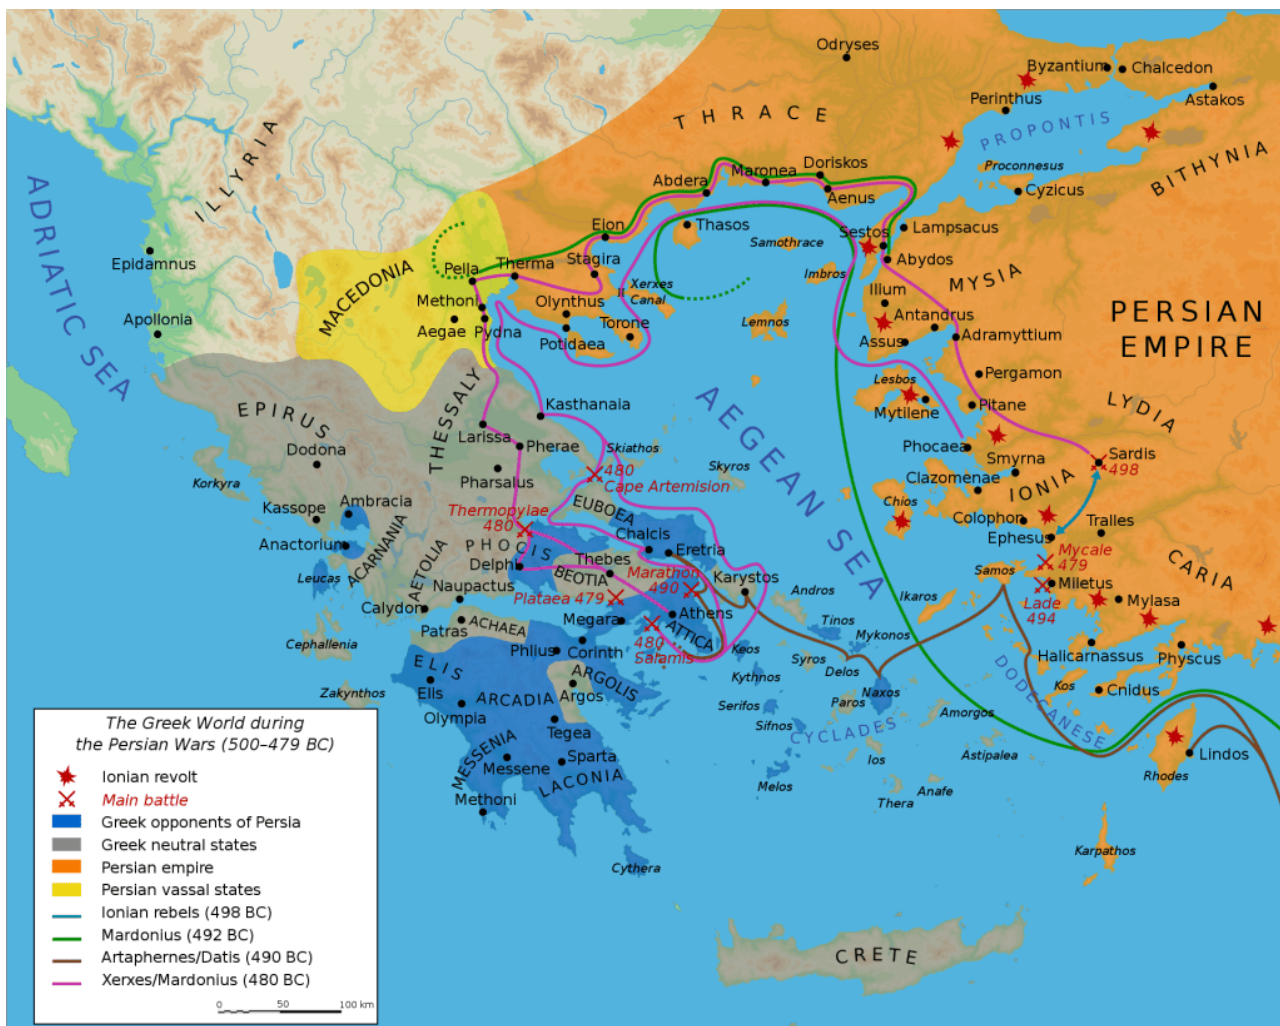 Odryses
Byzantium
Chalcedon
Astakos
Perinthus
THRACE
PROPONTIS
Proconnesus
BITHYNIA
Cyzicus
ILLYRIA
ADRIATIC SEA
Doriskos
Maronea
Abdera
Aenus
Eion
Thasos
Samothrace
Sestos
Lampsacus
Abydos
Imbros
MYSIA
Epidamnus
Apollonia
MACEDONIA
Pella
Therma
Stagira
Xerxes
Canal
Methoni
Olynthus
Aegae
Pydna
Torone
Potidaea
Lemnos
Illum
Antandrus
Assus
Adramyttium
PERSIAN
EMPIRE
Pergamon
Lesbos
Mytilene
Pitane
LYDIA
EPIRUS
THESSALY
Kasthanaia
AEGEAN SEA
Dodona
Larissa
Pherae
Skiathos
Skyros
Pharsalus
Korkyra
Phocaea
Smyrna
Sardis
498
480
Cape Artemision
Clazomenae
IONIA
Chios
Colophon
Ephesus
Tralles
Kassope
Ambracia
Anactorium
ACARNANIA
AETOLIA
Thermopylae
480
EUBOEA
PHOCIS
Chalcis
Eretria
Delphi
Thebes
BEOTIA
Marathon
490
Karystos
Leucas
Naupactus
Calydon
Plataea 479
Megara
Athens
ATTICA
Patras
ACHAEA
480
Salamis
Andros
Tinos
Mykonos
Ikaros
Samos
Mycale
479
Miletus
Lade
494
Mylasa
CARIA
Cephallenia
Phlius
Corinth
Keos
Syros
Delos
Halicarnassus
Physcus
ELIS
Elis
ARGOLIS
Argos
ARCADIA
Kythnos
Naxos
Paros
Kos
Cnidus
DODECANESE
Zakynthos
Olympia
Tegea
Serifos
Sifnos
CYCLADES
Amorgos
MESSENIA
Messene
Sparta
LACONIA
Ios
Astipalea
Lindos
Rhodes
Methoni
Melos
Thera
Anafe
Cythera
Karpathos
CRETE
The Greek World during
the Persian Wars (500–479 BC)
Ionian revolt
Main battle
Greek opponents of Persia
Greek neutral states
Persian empire
Persian vassal states
Ionian rebels (498 BC)
Mardonius (492 BC)
Artaphernes/Datis (490 BC)
Xerxes/Mardonius (480 BC)
0 50 100 km